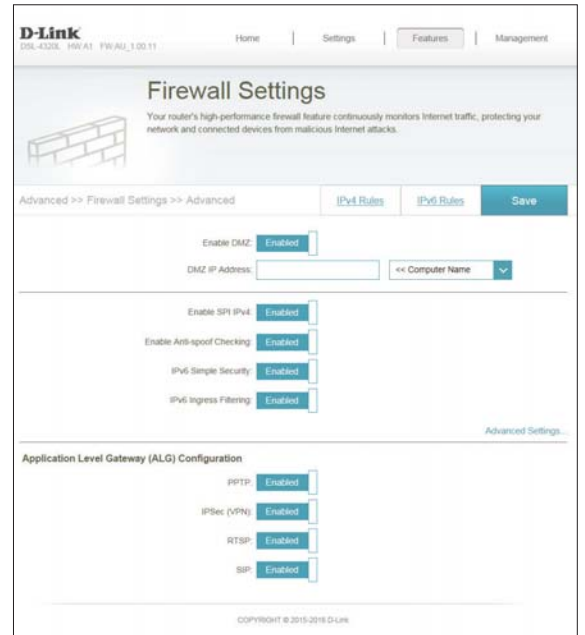 D-Link
DSL-4320L HW:A1 FW:AU_1.00.11
Home | Settings | Features | Management
Firewall Settings
Your router's high-performance firewall feature continuously monitors Internet traffic, protecting your
network and connected devices from malicious Internet attacks.
Advanced >> Firewall Settings >> Advanced
IPv4 Rules
IPv6 Rules
Save
Enable DMZ: Enabled
DMZ IP Address: << Computer Name
Enable SPI IPv4: Enabled
Enable Anti-spoof Checking: Enabled
IPv6 Simple Security: Enabled
IPv6 Ingress Filtering: Enabled
Advanced Settings...
Application Level Gateway (ALG) Configuration
PPTP: Enabled
IPSec (VPN): Enabled
RTSP: Enabled
SIP: Enabled
COPYRIGHT © 2015-2016 D-Link